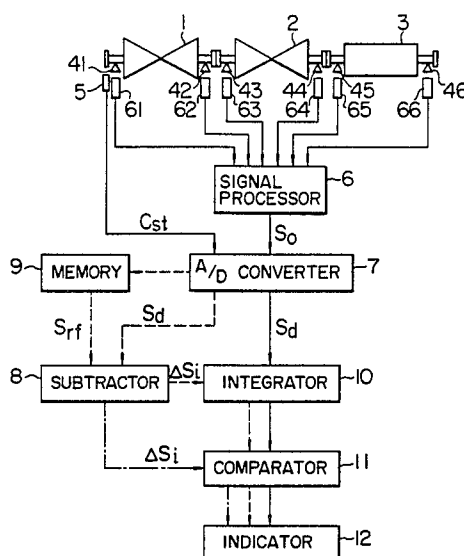 1 2 3
41 42 43 44 45 46
5 61 62 63 64 65 66
SIGNAL
PROCESSOR 6
Cst So
9 MEMORY A/D CONVERTER 7
Srf Sd Sd
8 SUBTRACTOR ΔSi INTEGRATOR 10
ΔSi COMPARATOR 11
INDICATOR 12